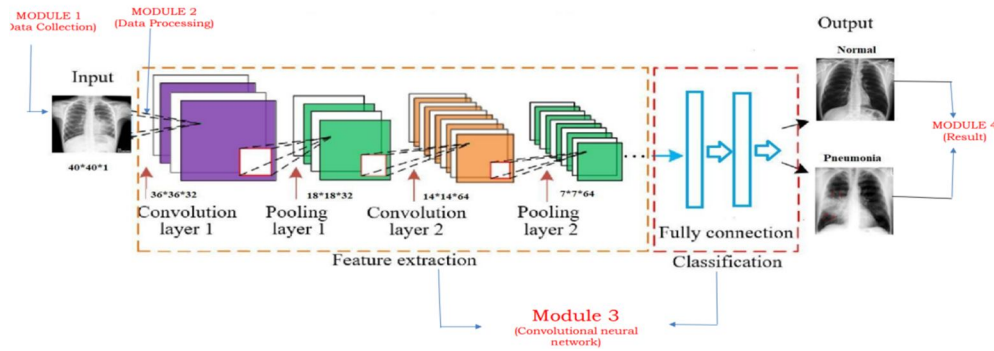 MODULE 1
Data Collection)
MODULE 2
(Data Processing)
Output
Normal
Input
40*40*1
36*36*32
Convolution
layer 1
18*18*32
Pooling
layer 1
14*14*64
Convolution
layer 2
7*7*64
Pooling
layer 2
Fully connection
Feature extraction
Classification
Pneumonia
MODULE 4
(Result)
Module 3
(Convolutional neural
network)